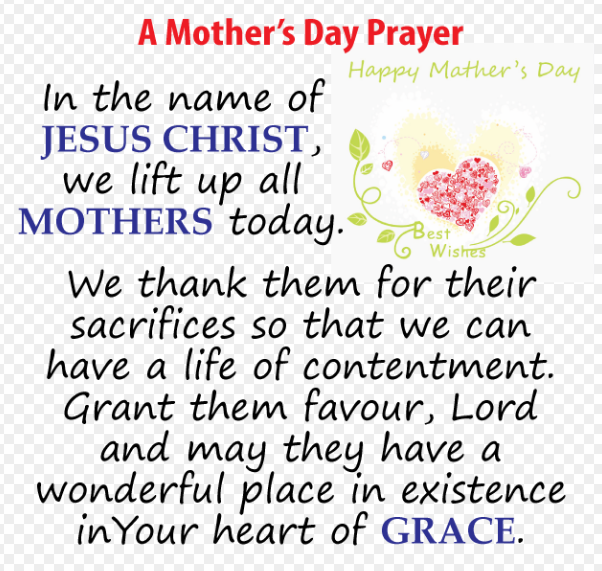 A Mother's Day Prayer
Happy Mather's Day
In the name of
JESUS CHRIST,
we lift up all
MOTHERS today.
Best
Wishes
We thank them for their
sacrifices so that we can
have a life of contentment.
Grant them favour, Lord
and may they have a
wonderful place in existence
inYour heart of GRACE.